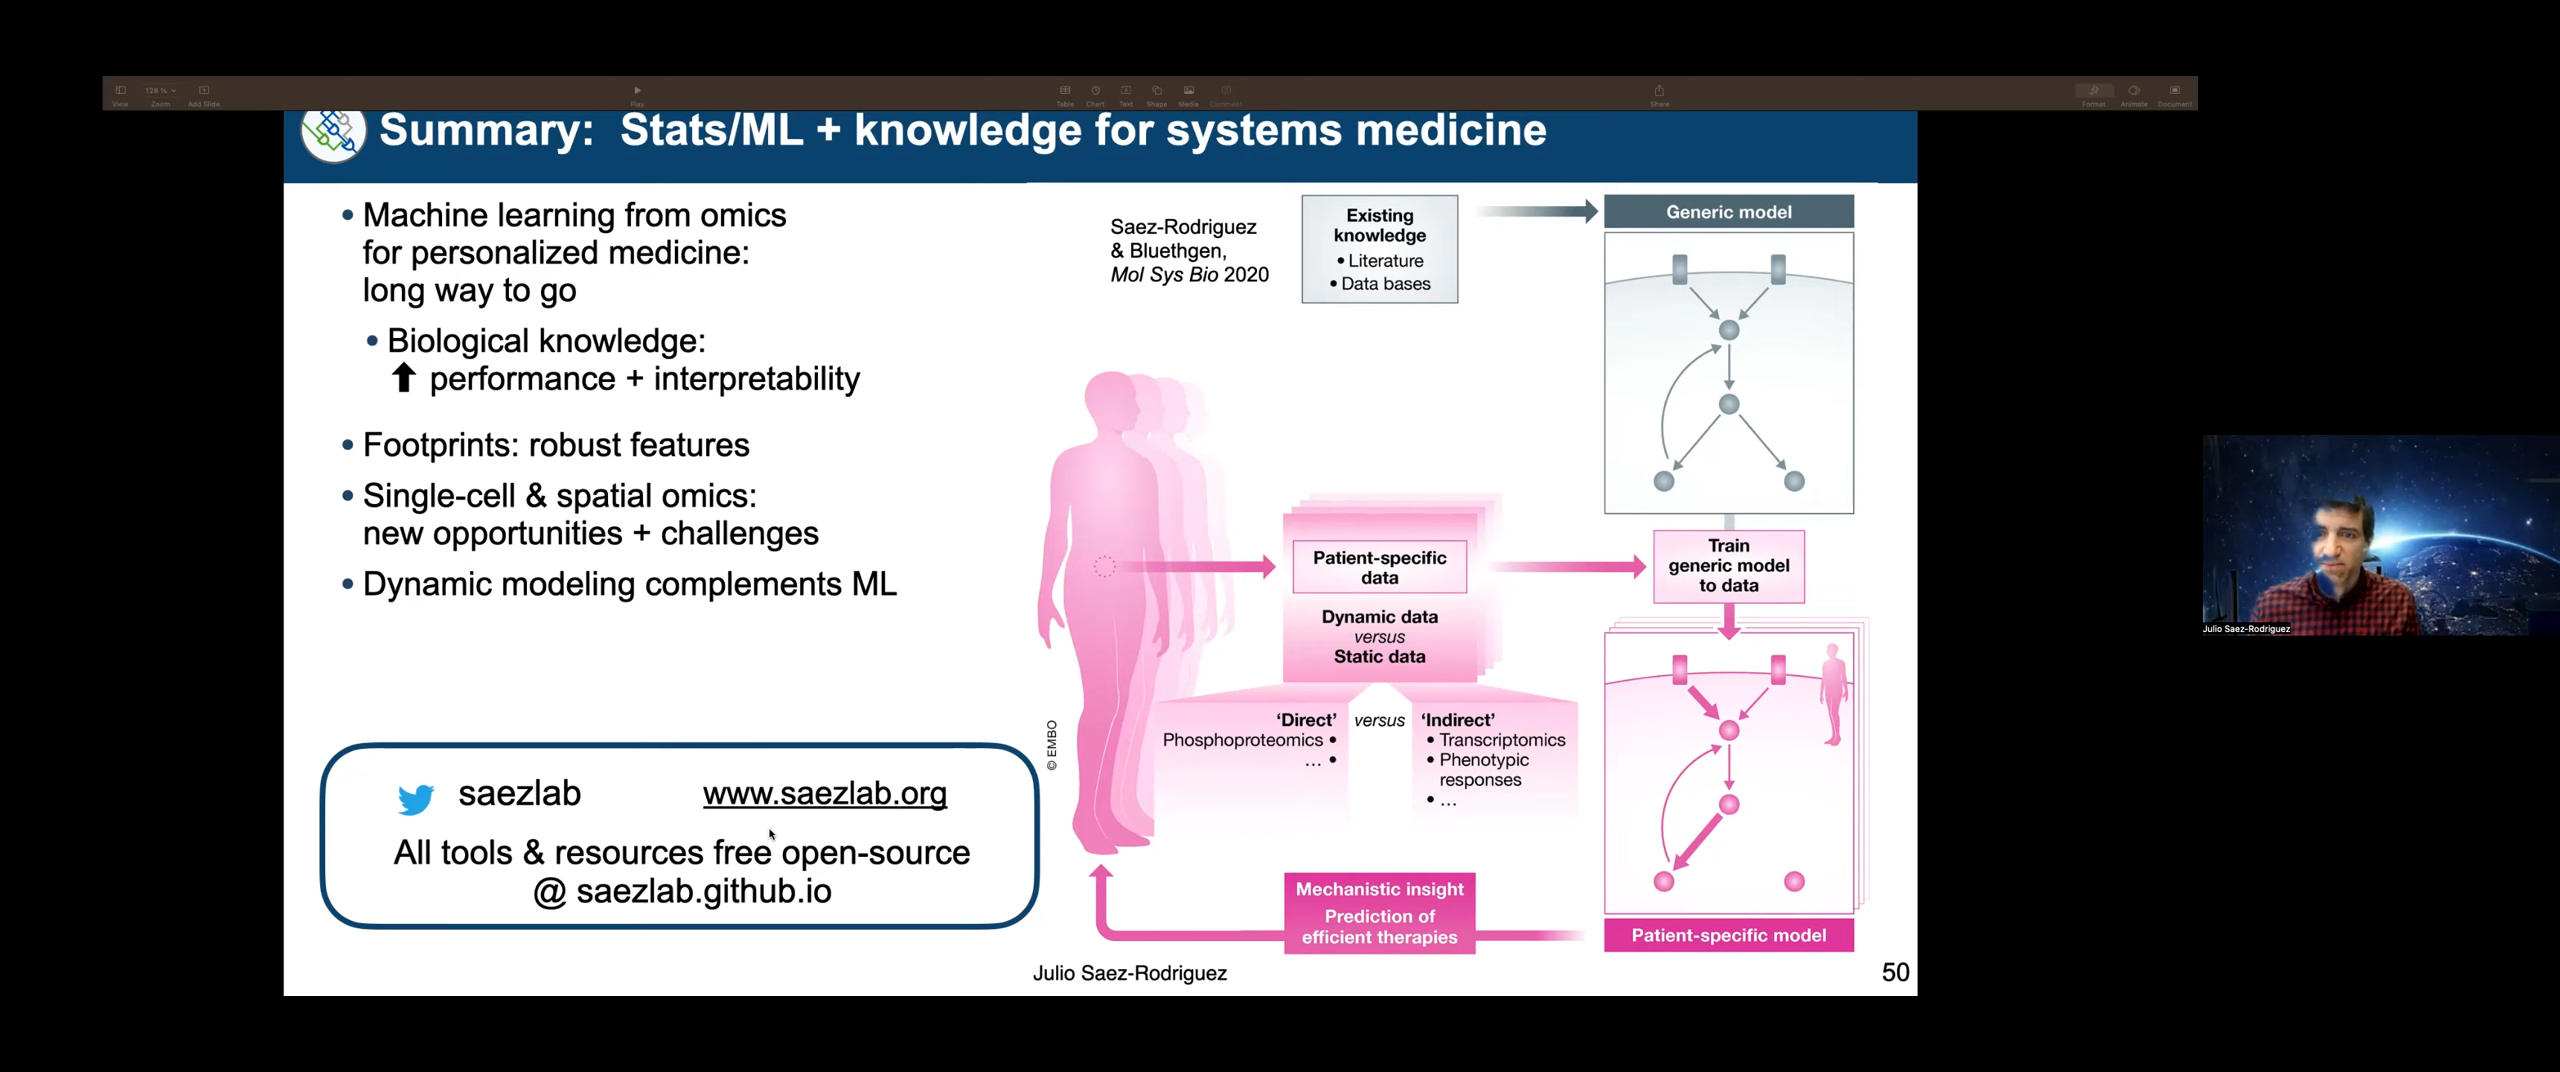 View
128 %
Zoom
Add Slide
Play
Table
Chart
Text
Shape
Media
Comment
Share
Format
Animate
Document
Summary: Stats/ML + knowledge for systems medicine
• Machine learning from omics
for personalized medicine:
long way to go
• Biological knowledge:
⬆ performance + interpretability
• Footprints: robust features
• Single-cell & spatial omics:
new opportunities + challenges
• Dynamic modeling complements ML
saezlab
www.saezlab.org
All tools & resources free open-source
@ saezlab.github.io
Saez-Rodriguez
& Bluethgen,
Mol Sys Bio 2020
Existing
knowledge
• Literature
• Data bases
Generic model
Patient-specific
data
Dynamic data
versus
Static data
Train
generic model
to data
'Direct'
Phosphoproteomics •
... •
versus
'Indirect'
• Transcriptomics
• Phenotypic
responses
• ...
© EMBO
Mechanistic insight
Prediction of
efficient therapies
Patient-specific model
Julio Saez-Rodriguez
50
Julio Saez-Rodriguez